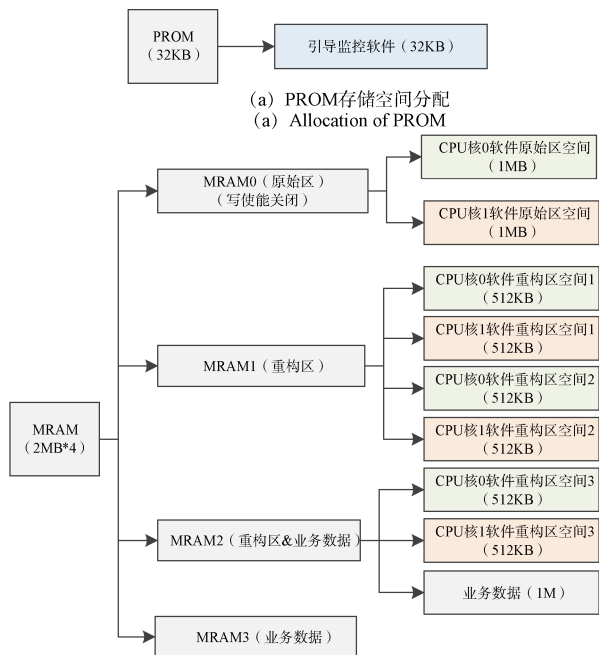 PROM
（32KB）
引导监控软件（32KB）
（a）PROM存储空间分配
（a）Allocation of PROM
CPU核0软件原始区空间
（1MB）
MRAM0（原始区）
（写使能关闭）
CPU核1软件原始区空间
（1MB）
CPU核0软件重构区空间1
（512KB）
CPU核1软件重构区空间1
（512KB）
MRAM1（重构区）
CPU核0软件重构区空间2
（512KB）
CPU核1软件重构区空间2
（512KB）
MRAM
（2MB*4）
CPU核0软件重构区空间3
（512KB）
MRAM2（重构区&业务数据）
CPU核1软件重构区空间3
（512KB）
业务数据（1M）
MRAM3（业务数据）